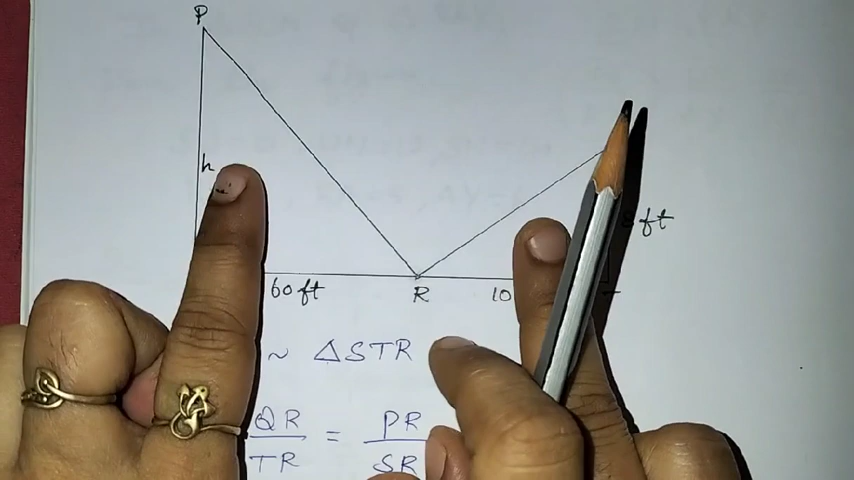 P
h
ft
60 ft
R
10
~ ΔSTR
QR = PR
TR SR